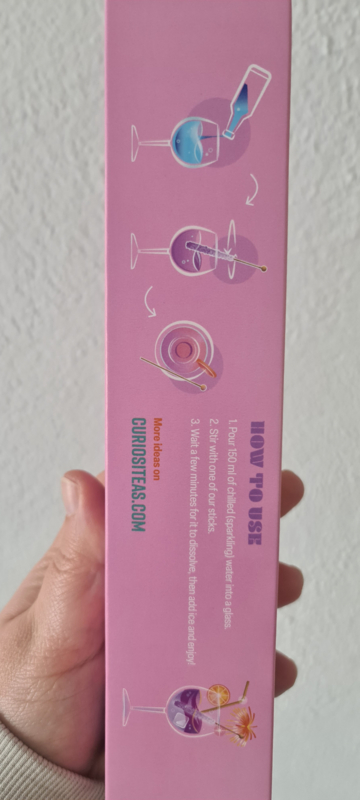 HOW TO USE
1. Pour 150 ml of chilled (sparkling) water into a glass.
2. Stir with one of our sticks.
3. Wait a few minutes for it to dissolve, then add ice and enjoy!
More ideas on
CURIOSITEAS.COM